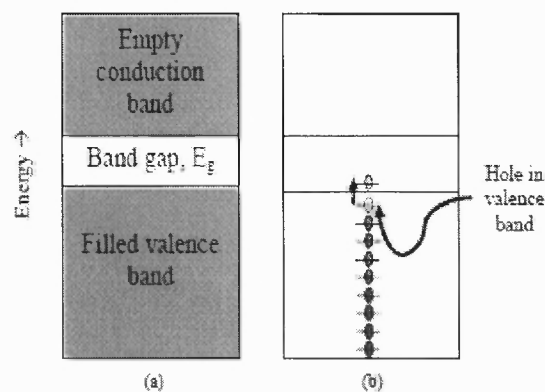 Empty
conduction
band
Energy →
Band gap, Eg
Filled valence
band
Hole in
valence
band
(a)
(b)